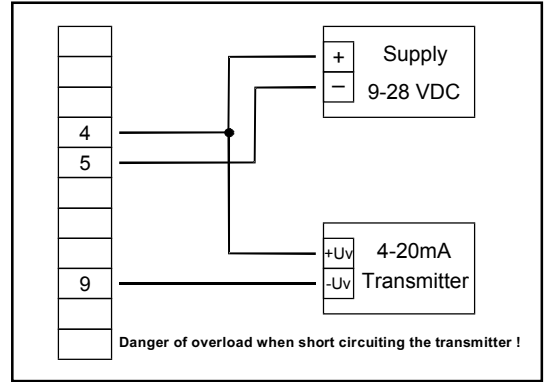 + Supply
− 9-28 VDC
4
5
+Uv 4-20mA
9
-Uv Transmitter
Danger of overload when short circuiting the transmitter !